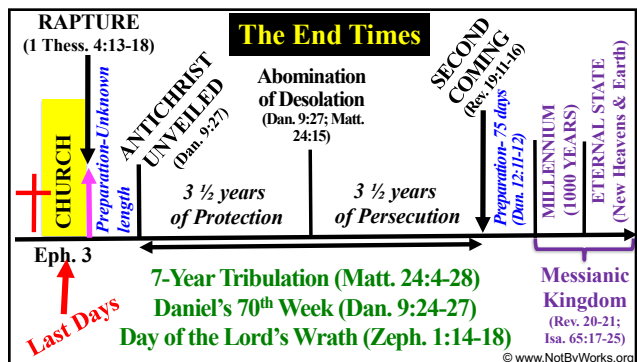 The End Times
RAPTURE
(1 Thess. 4:13-18)
CHURCH
Preparation-Unknown
length
ANTICHRIST
UNVEILED
(Dan. 9:27)
Abomination
of Desolation
(Dan. 9:27; Matt.
24:15)
SECOND
COMING
(Rev. 19:11-16)
Preparation- 75 days
(Dan. 12:11-12)
MILLENNIUM
(1000 YEARS)
ETERNAL STATE
(New Heavens & Earth)
3 ½ years
of Protection
3 ½ years
of Persecution
Eph. 3
Last Days
7-Year Tribulation (Matt. 24:4-28)
Daniel's 70th Week (Dan. 9:24-27)
Day of the Lord's Wrath (Zeph. 1:14-18)
Messianic
Kingdom
(Rev. 20-21;
Isa. 65:17-25)
© www.NotByWorks.org